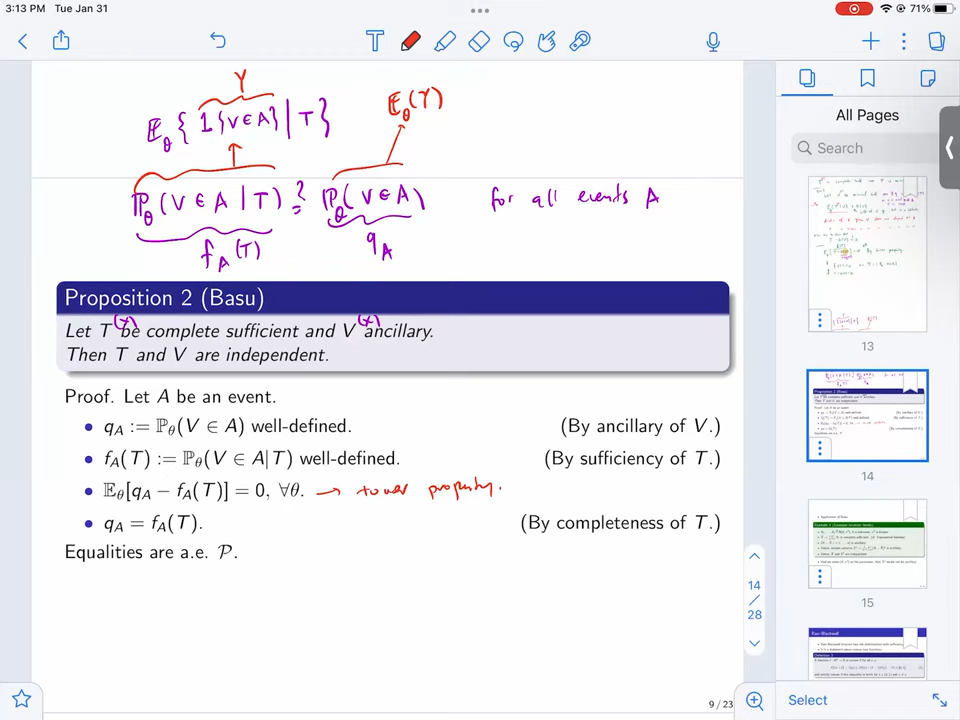 3:13 PM Tue Jan 31
71%
Y
𝔼θ { 1{V∈A} | T }
𝔼θ(Y)
ℙθ(V ∈ A | T) ?= ℙθ(V ∈ A) for all events A
fA(T)
qA
Proposition 2 (Basu)
(X) (X)
Let T be complete sufficient and V ancillary.
Then T and V are independent.
Proof. Let A be an event.
• qA := ℙθ(V ∈ A) well-defined. (By ancillary of V.)
• fA(T) := ℙθ(V ∈ A|T) well-defined. (By sufficiency of T.)
• 𝔼θ[qA − fA(T)] = 0, ∀θ. → tower property.
• qA = fA(T). (By completeness of T.)
Equalities are a.e. 𝒫.
9 / 23
14
/
28
All Pages
Search
13
14
15
Select